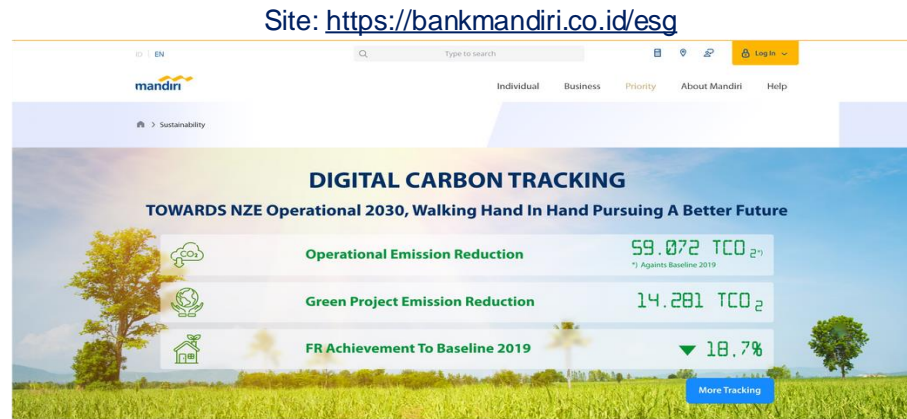 Site: https://bankmandiri.co.id/esg
ID | EN
Type to search
Log In
mandiri
Individual Business Priority About Mandiri Help
> Sustainability
DIGITAL CARBON TRACKING
TOWARDS NZE Operational 2030, Walking Hand In Hand Pursuing A Better Future
CO₂
Operational Emission Reduction
59.072 TCO₂*)
*) Againts Baseline 2019
Green Project Emission Reduction
14.281 TCO₂
FR Achievement To Baseline 2019
18.7%
More Tracking